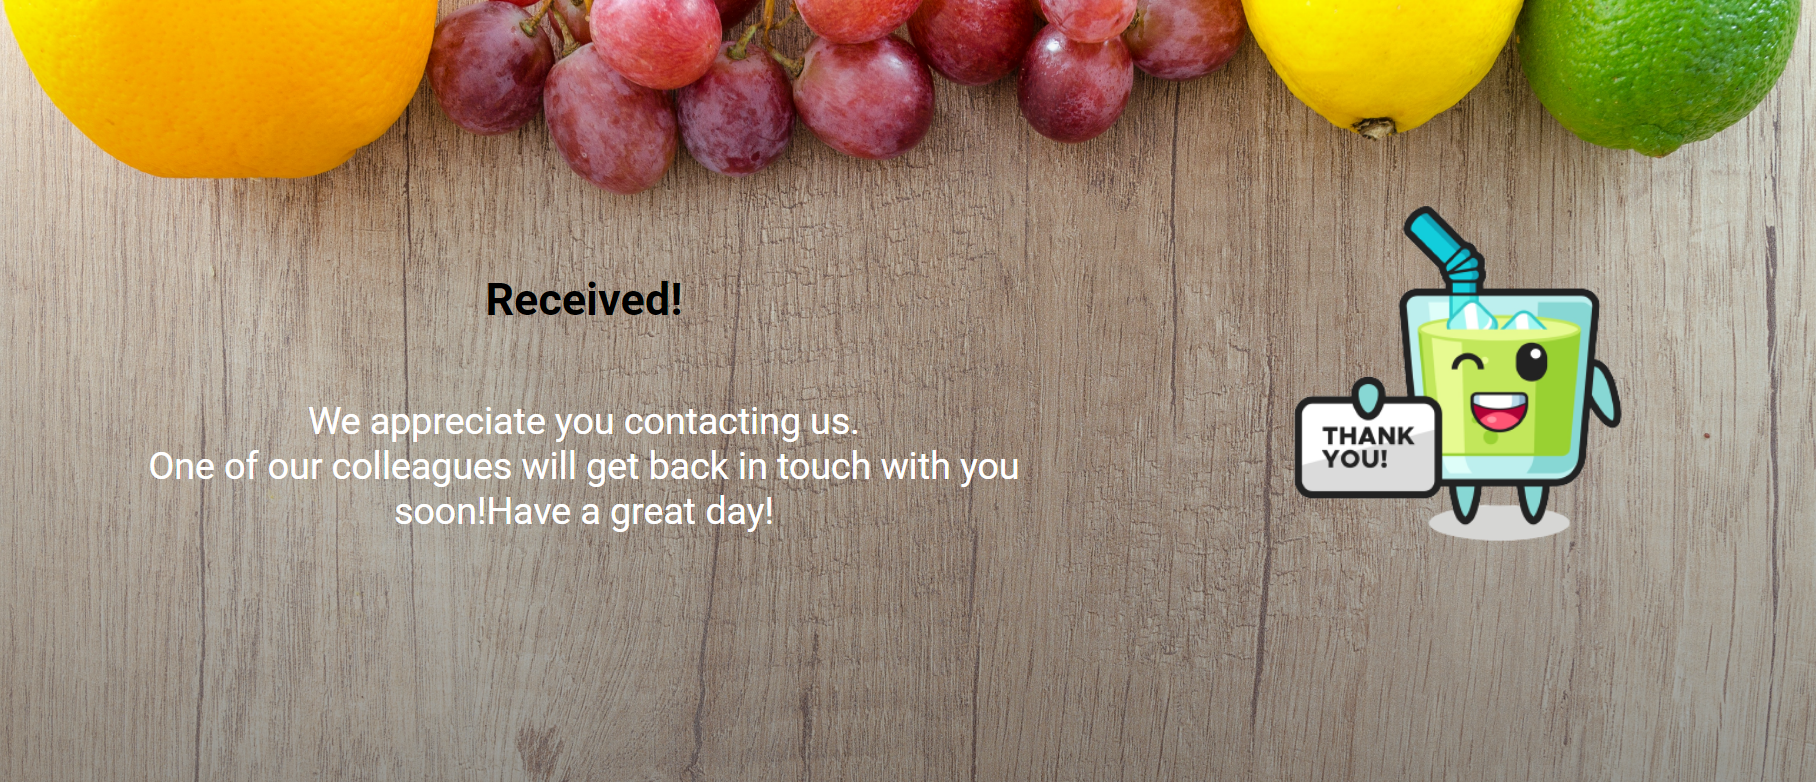 Received!
We appreciate you contacting us.
One of our colleagues will get back in touch with you
soon!Have a great day!
THANK
YOU!